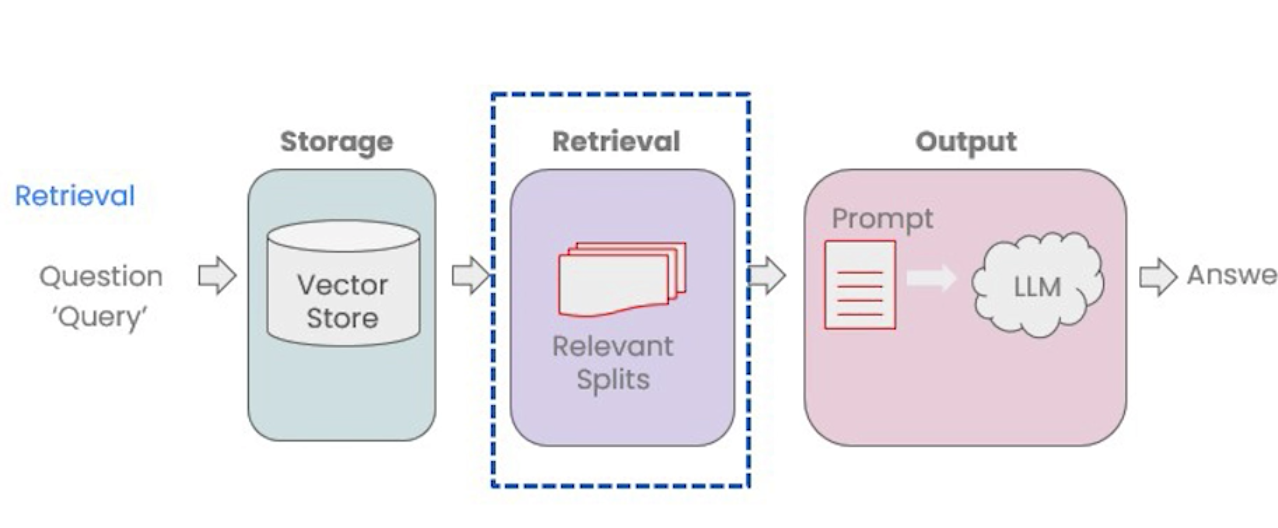 Storage
Retrieval
Output
Retrieval
Prompt
Question
'Query'
Vector
Store
LLM
Answe
Relevant
Splits